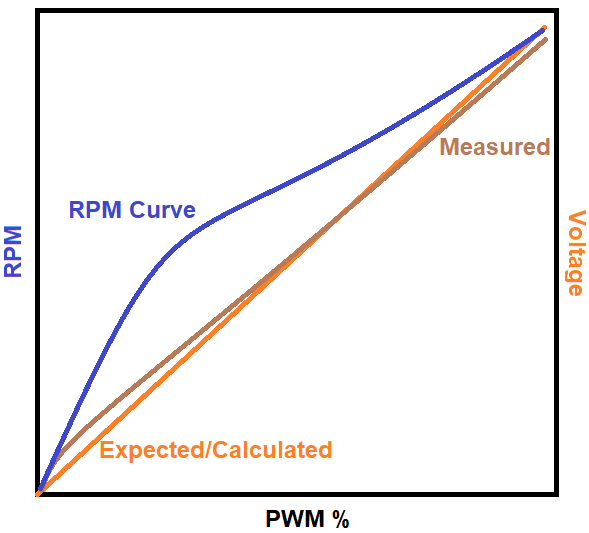 Measured
RPM Curve
RPM
Voltage
Expected/Calculated
PWM %